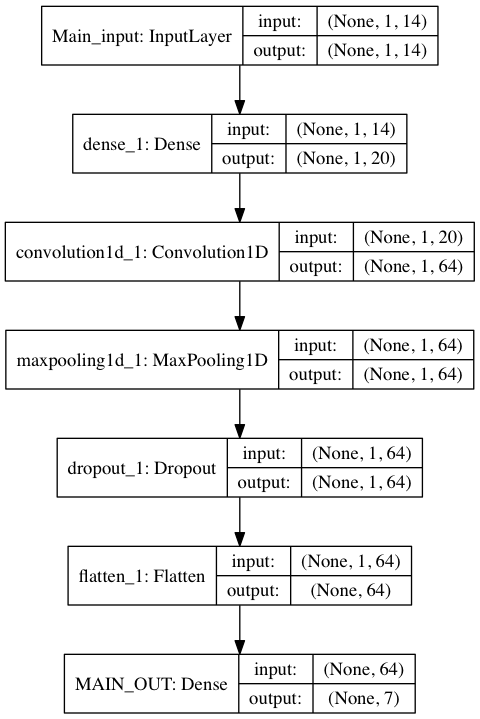 Main_input: InputLayer
input: (None, 1, 14)
output: (None, 1, 14)
dense_1: Dense
input: (None, 1, 14)
output: (None, 1, 20)
convolution1d_1: Convolution1D
input: (None, 1, 20)
output: (None, 1, 64)
maxpooling1d_1: MaxPooling1D
input: (None, 1, 64)
output: (None, 1, 64)
dropout_1: Dropout
input: (None, 1, 64)
output: (None, 1, 64)
flatten_1: Flatten
input: (None, 1, 64)
output: (None, 64)
MAIN_OUT: Dense
input: (None, 64)
output: (None, 7)